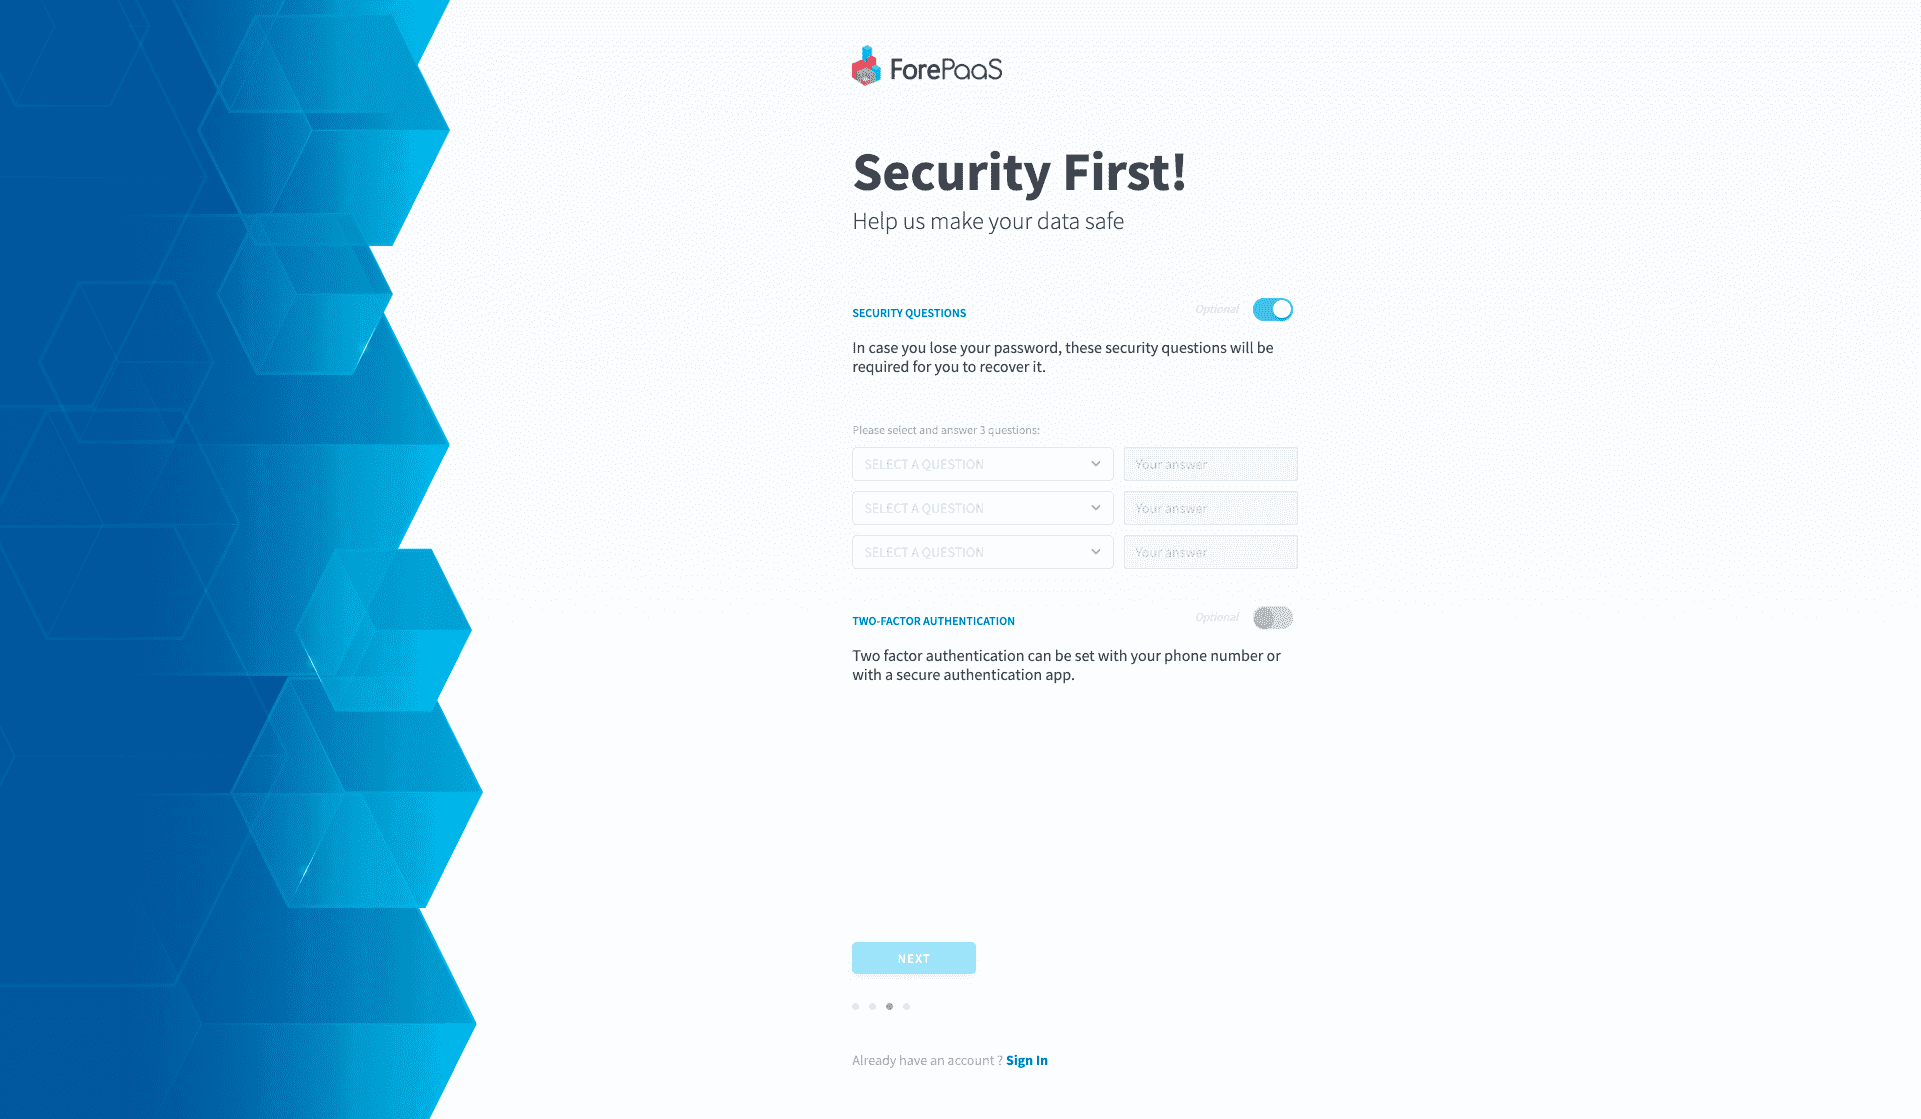 ForePaaS
Security First!
Help us make your data safe
SECURITY QUESTIONS
Optional
In case you lose your password, these security questions will be
required for you to recover it.
Please select and answer 3 questions:
SELECT A QUESTION
Your answer
SELECT A QUESTION
Your answer
SELECT A QUESTION
Your answer
TWO-FACTOR AUTHENTICATION
Optional
Two factor authentication can be set with your phone number or
with a secure authentication app.
NEXT
Already have an account ? Sign In